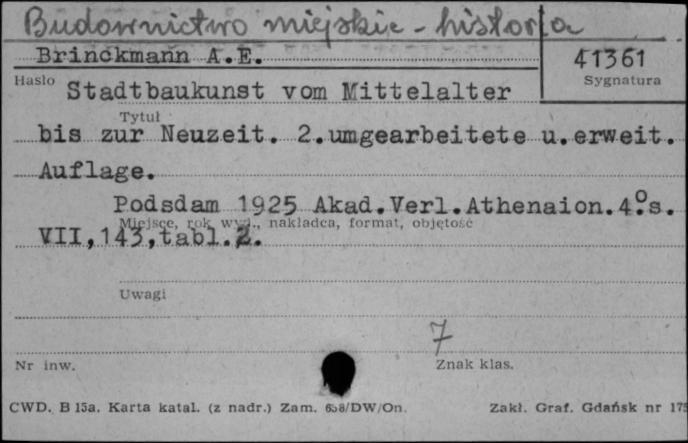 Budownictwo miejskie - historia
Brinckmann A.E.
41361
Hasło
Sygnatura
Stadtbaukunst vom Mittelalter
Tytuł
bis zur Neuzeit. 2.umgearbeitete u.erweit.
Auflage.
Podsdam 1925 Akad.Verl.Athenaion.4.°s.
Miejsce, rok wyd., nakładca, format, objętość
VII,143,tabl.2.
Uwagi
7
Nr inw.
Znak klas.
CWD. B 15a. Karta katal. (z nadr.) Zam. 658/DW/On.
Zakł. Graf. Gdańsk nr 175